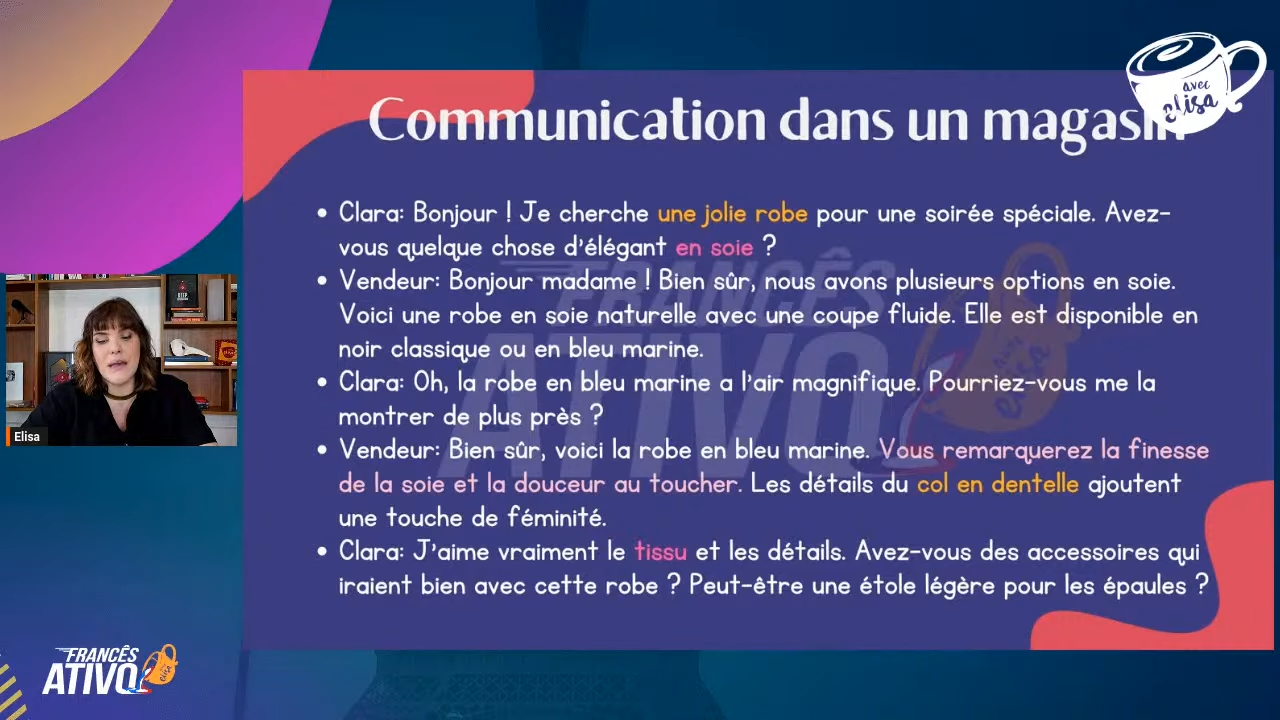 avec
elisa
Communication dans un magasin
• Clara: Bonjour ! Je cherche une jolie robe pour une soirée spéciale. Avez-
vous quelque chose d'élégant en soie ?
• Vendeur: Bonjour madame ! Bien sûr, nous avons plusieurs options en soie.
Voici une robe en soie naturelle avec une coupe fluide. Elle est disponible en
noir classique ou en bleu marine.
• Clara: Oh, la robe en bleu marine a l'air magnifique. Pourriez-vous me la
montrer de plus près ?
• Vendeur: Bien sûr, voici la robe en bleu marine. Vous remarquerez la finesse
de la soie et la douceur au toucher. Les détails du col en dentelle ajoutent
une touche de féminité.
• Clara: J'aime vraiment le tissu et les détails. Avez-vous des accessoires qui
iraient bien avec cette robe ? Peut-être une étole légère pour les épaules ?
FRANCÊS
ATIVO
avec
elisa
Elisa
FRANCÊS
ATIVO
elisa